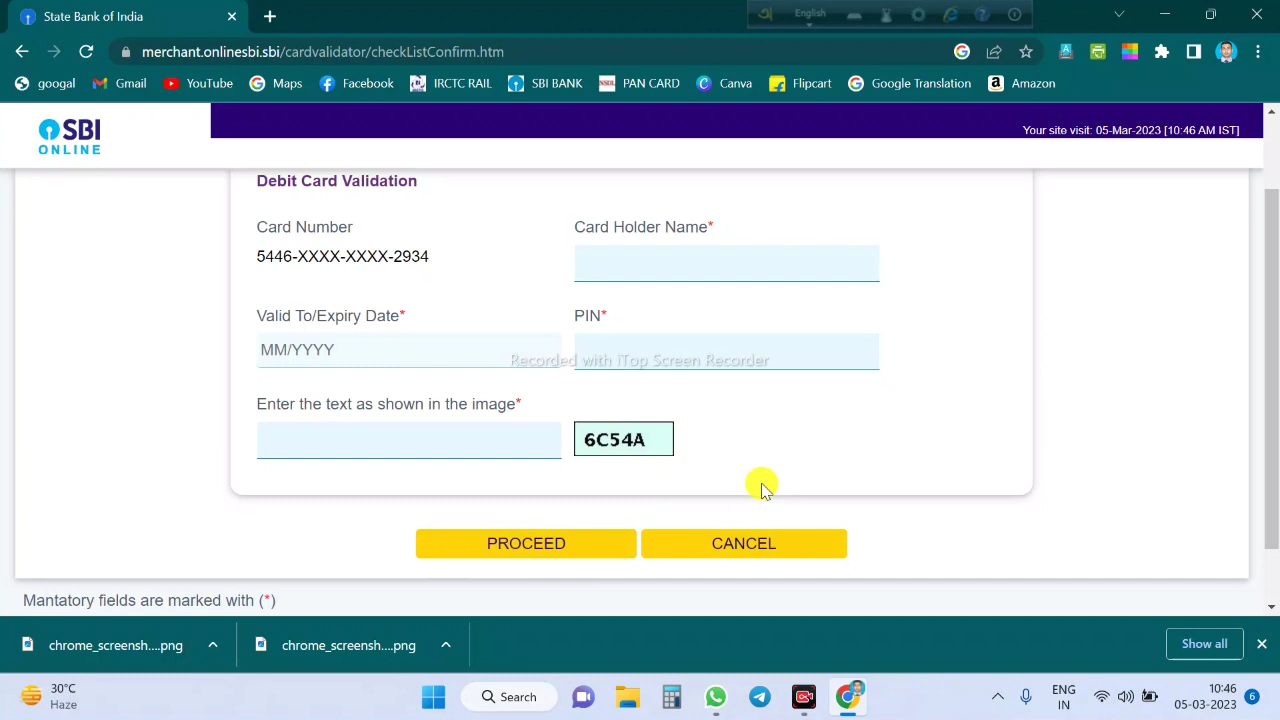 State Bank of India
English
merchant.onlinesbi.sbi/cardvalidator/checkListConfirm.htm
googal Gmail YouTube Maps Facebook IRCTC RAIL SBI BANK PAN CARD Canva Flipcart Google Translation Amazon
SBI
ONLINE
Your site visit: 05-Mar-2023 [10:46 AM IST]
Debit Card Validation
Card Number Card Holder Name*
5446-XXXX-XXXX-2934
Valid To/Expiry Date* PIN*
MM/YYYY
Recorded with iTop Screen Recorder
Enter the text as shown in the image*
6C54A
PROCEED CANCEL
Mantatory fields are marked with (*)
chrome_screensh....png chrome_screensh....png Show all
30°C
Haze
Search
ENG
IN
10:46
05-03-2023
6